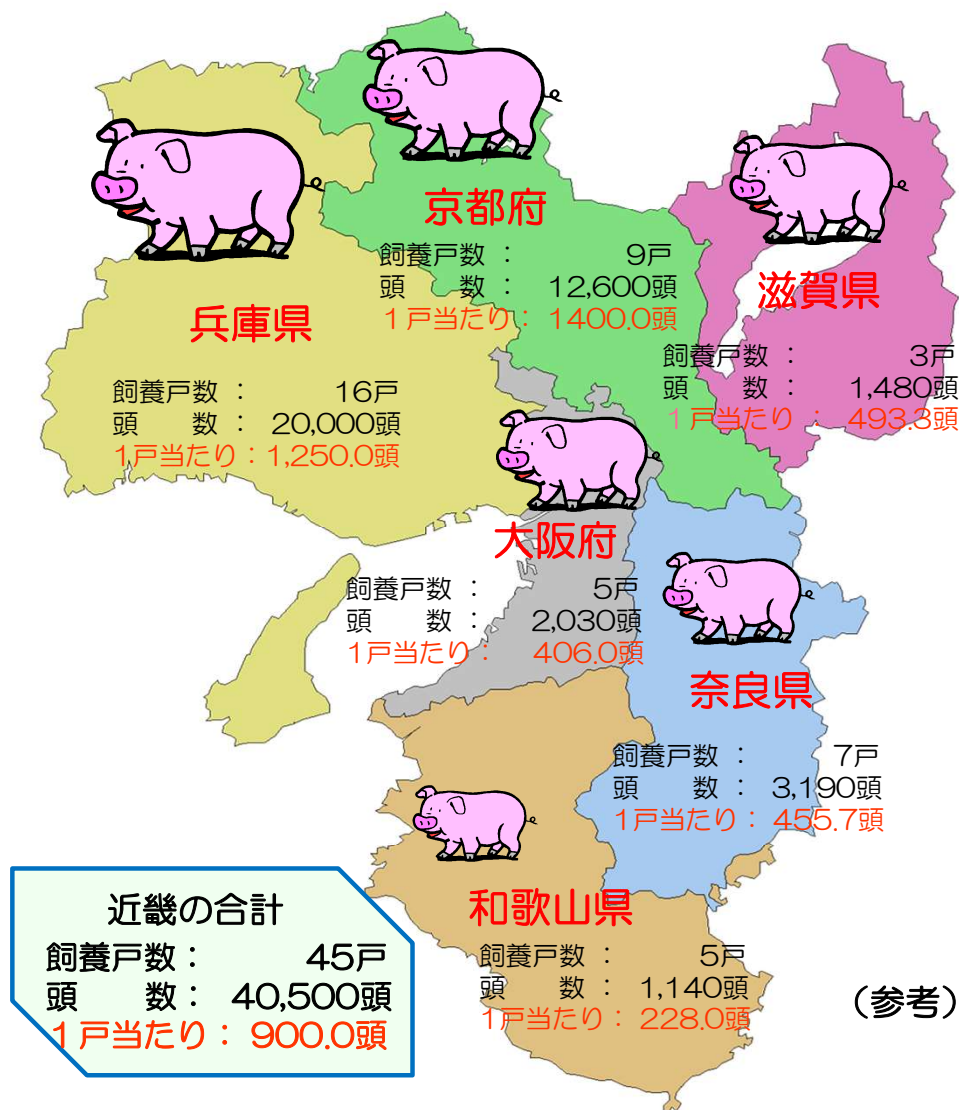 京都府
飼養戸数： 9戸
頭　数： 12,600頭
1戸当たり： 1400.0頭
滋賀県
飼養戸数： 3戸
頭　数： 1,480頭
1戸当たり： 493.3頭
兵庫県
飼養戸数： 16戸
頭　数： 20,000頭
1戸当たり：1,250.0頭
大阪府
飼養戸数： 5戸
頭　数： 2,030頭
1戸当たり： 406.0頭
奈良県
飼養戸数： 7戸
頭　数： 3,190頭
1戸当たり： 455.7頭
和歌山県
飼養戸数： 5戸
頭　数： 1,140頭
1戸当たり： 228.0頭
近畿の合計
飼養戸数： 45戸
頭　数： 40,500頭
1戸当たり： 900.0頭
（参考）